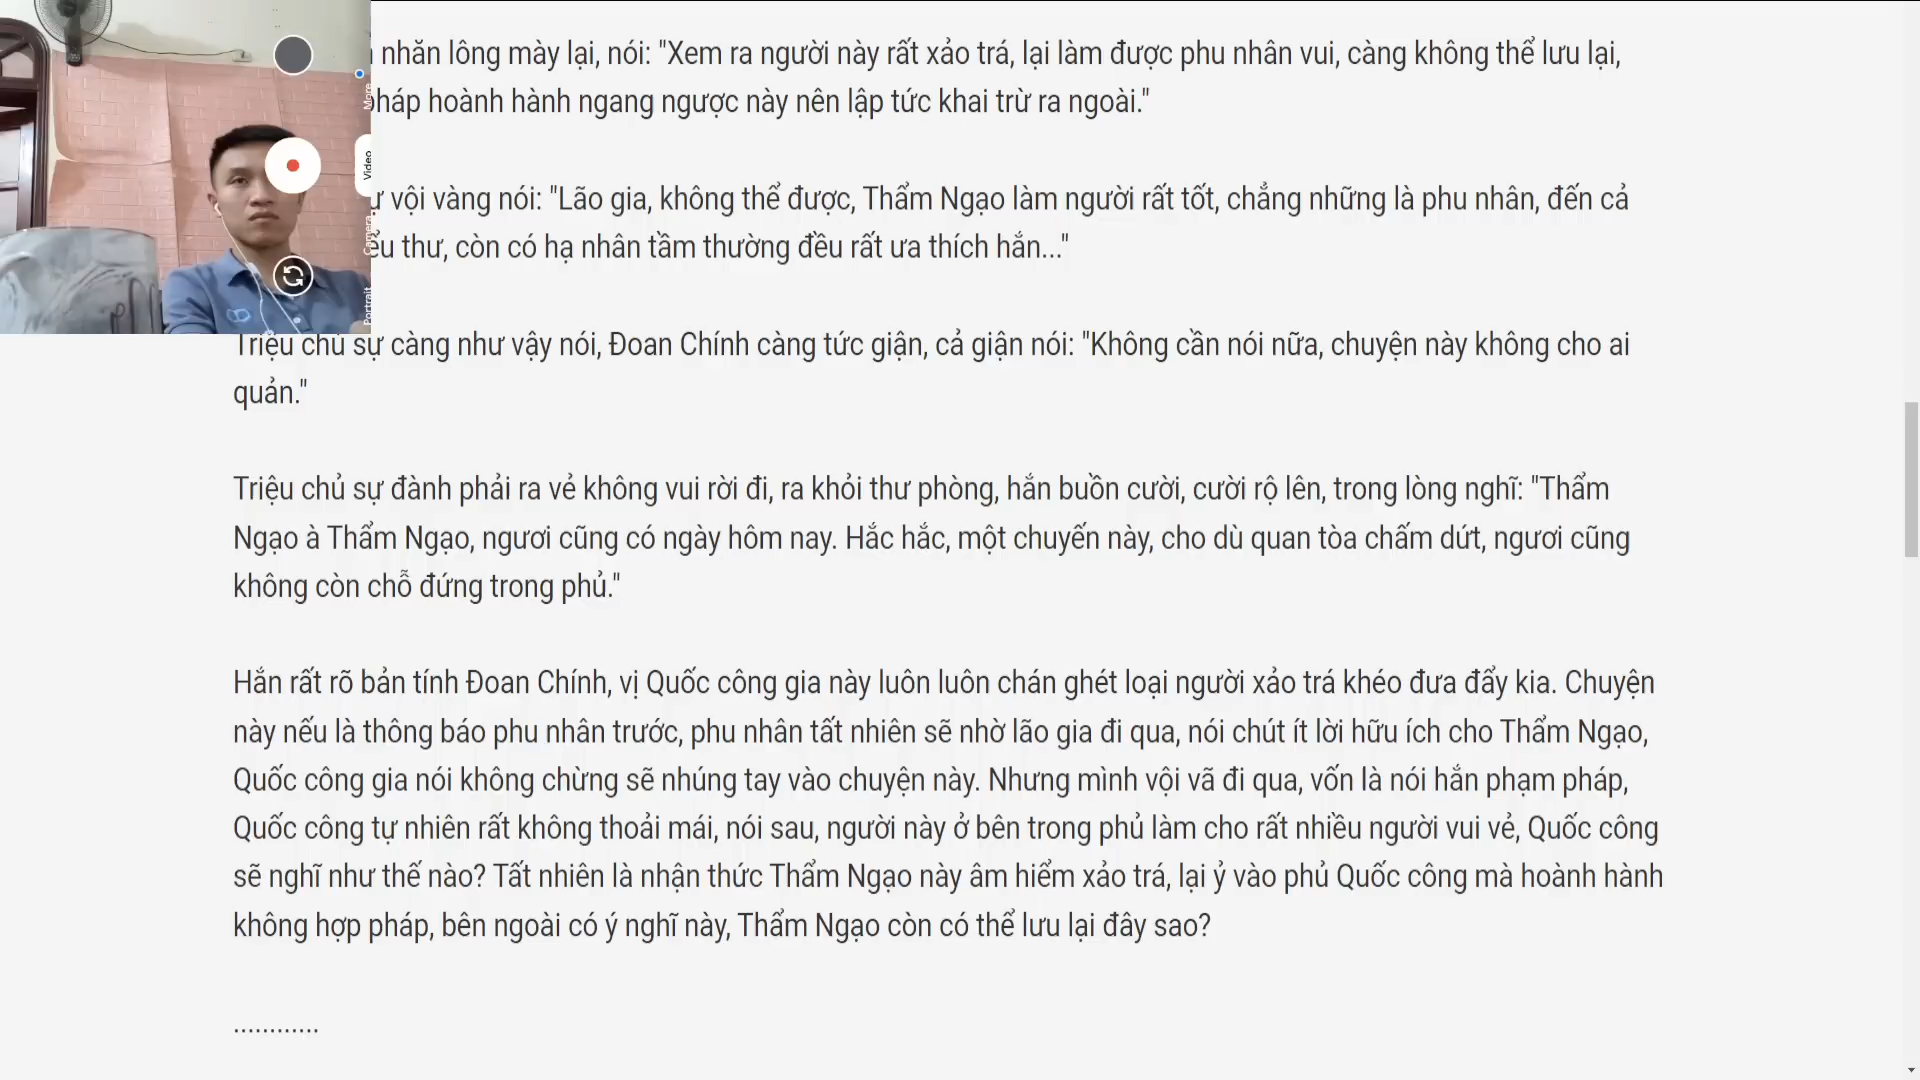 nhăn lông mày lại, nói: "Xem ra người này rất xảo trá, lại làm được phu nhân vui, càng không thể lưu lại,
hoành hành ngang ngược này nên lập tức khai trừ ra ngoài."
vội vàng nói: "Lão gia, không thể được, Thẩm Ngạo làm người rất tốt, chẳng những là phu nhân, đến cả
thư, còn có hạ nhân tầm thường đều rất ưa thích hắn..."
Triệu chủ sự càng như vậy nói, Đoan Chính càng tức giận, cả giận nói: "Không cần nói nữa, chuyện này không cho ai
quản."
Triệu chủ sự đành phải ra vẻ không vui rời đi, ra khỏi thư phòng, hắn buồn cười, cười rộ lên, trong lòng nghĩ: "Thẩm
Ngạo à Thẩm Ngạo, ngươi cũng có ngày hôm nay. Hắc hắc, một chuyến này, cho dù quan tòa chấm dứt, ngươi cũng
không còn chỗ đứng trong phủ."
Hắn rất rõ bản tính Đoan Chính, vị Quốc công gia này luôn luôn chán ghét loại người xảo trá khéo đưa đẩy kia. Chuyện
này nếu là thông báo phu nhân trước, phu nhân tất nhiên sẽ nhờ lão gia đi qua, nói chút ít lời hữu ích cho Thẩm Ngạo,
Quốc công gia nói không chừng sẽ nhúng tay vào chuyện này. Nhưng mình vội vã đi qua, vốn là nói hắn phạm pháp,
Quốc công tự nhiên rất không thoải mái, nói sau, người này ở bên trong phủ làm cho rất nhiều người vui vẻ, Quốc công
sẽ nghĩ như thế nào? Tất nhiên là nhận thức Thẩm Ngạo này âm hiểm xảo trá, lại ỷ vào phủ Quốc công mà hoành hành
không hợp pháp, bên ngoài có ý nghĩ này, Thẩm Ngạo còn có thể lưu lại đây sao?
............
More
Video
Camera
Portrait